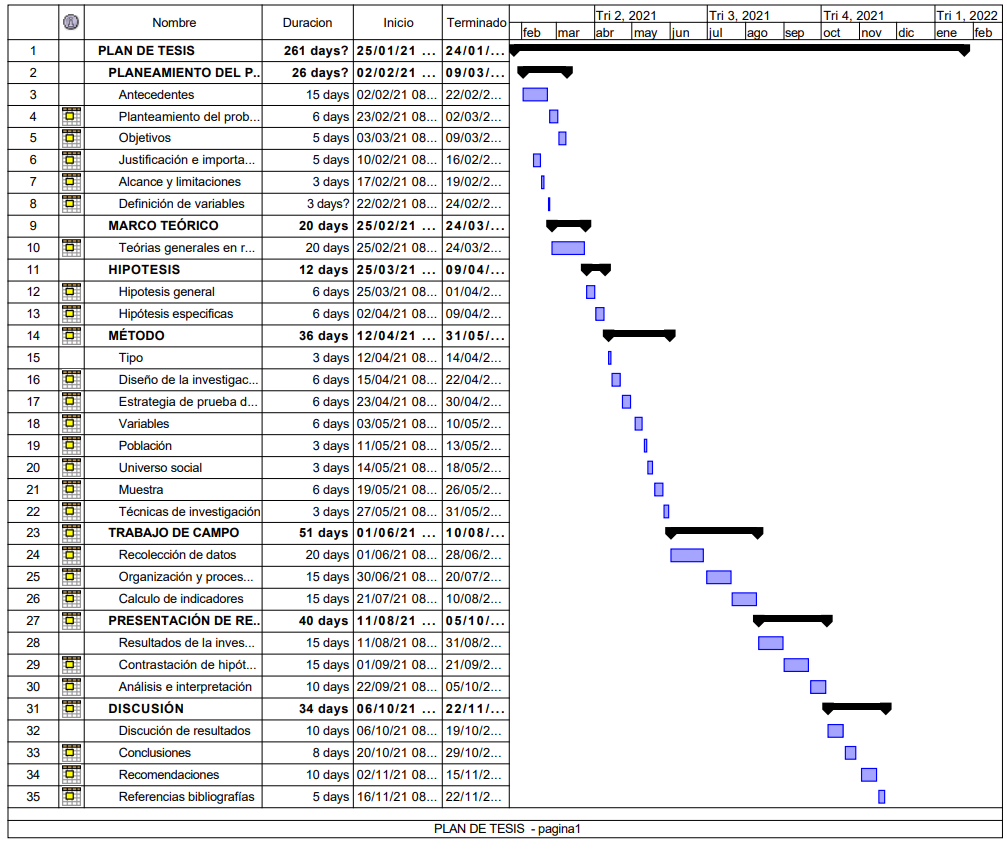 Nombre Duracion Inicio Terminado Tri 2, 2021 Tri 3, 2021 Tri 4, 2021 Tri 1, 2022
feb mar abr may jun jul ago sep oct nov dic ene feb
1 PLAN DE TESIS 261 days? 25/01/21 ... 24/01/...
2 PLANEAMIENTO DEL P.. 26 days? 02/02/21 ... 09/03/...
3 Antecedentes 15 days 02/02/21 08... 22/02/2...
4 Planteamiento del prob... 6 days 23/02/21 08... 02/03/2...
5 Objetivos 5 days 03/03/21 08... 09/03/2...
6 Justificación e importa... 5 days 10/02/21 08... 16/02/2...
7 Alcance y limitaciones 3 days 17/02/21 08... 19/02/2...
8 Definición de variables 3 days? 22/02/21 08... 24/02/2...
9 MARCO TEÓRICO 20 days 25/02/21 ... 24/03/...
10 Teórias generales en r... 20 days 25/02/21 08... 24/03/2...
11 HIPOTESIS 12 days 25/03/21 ... 09/04/...
12 Hipotesis general 6 days 25/03/21 08... 01/04/2...
13 Hipótesis especificas 6 days 02/04/21 08... 09/04/2...
14 MÉTODO 36 days 12/04/21 ... 31/05/...
15 Tipo 3 days 12/04/21 08... 14/04/2...
16 Diseño de la investigac... 6 days 15/04/21 08... 22/04/2...
17 Estrategia de prueba d... 6 days 23/04/21 08... 30/04/2...
18 Variables 6 days 03/05/21 08... 10/05/2...
19 Población 3 days 11/05/21 08... 13/05/2...
20 Universo social 3 days 14/05/21 08... 18/05/2...
21 Muestra 6 days 19/05/21 08... 26/05/2...
22 Técnicas de investigación 3 days 27/05/21 08... 31/05/2...
23 TRABAJO DE CAMPO 51 days 01/06/21 ... 10/08/...
24 Recolección de datos 20 days 01/06/21 08... 28/06/2...
25 Organización y proces... 15 days 30/06/21 08... 20/07/2...
26 Calculo de indicadores 15 days 21/07/21 08... 10/08/2...
27 PRESENTACIÓN DE RE.. 40 days 11/08/21 ... 05/10/...
28 Resultados de la inves... 15 days 11/08/21 08... 31/08/2...
29 Contrastación de hipót... 15 days 01/09/21 08... 21/09/2...
30 Análisis e interpretación 10 days 22/09/21 08... 05/10/2...
31 DISCUSIÓN 34 days 06/10/21 ... 22/11/...
32 Discución de resultados 10 days 06/10/21 08... 19/10/2...
33 Conclusiones 8 days 20/10/21 08... 29/10/2...
34 Recomendaciones 10 days 02/11/21 08... 15/11/2...
35 Referencias bibliografías 5 days 16/11/21 08... 22/11/2...
PLAN DE TESIS - pagina1